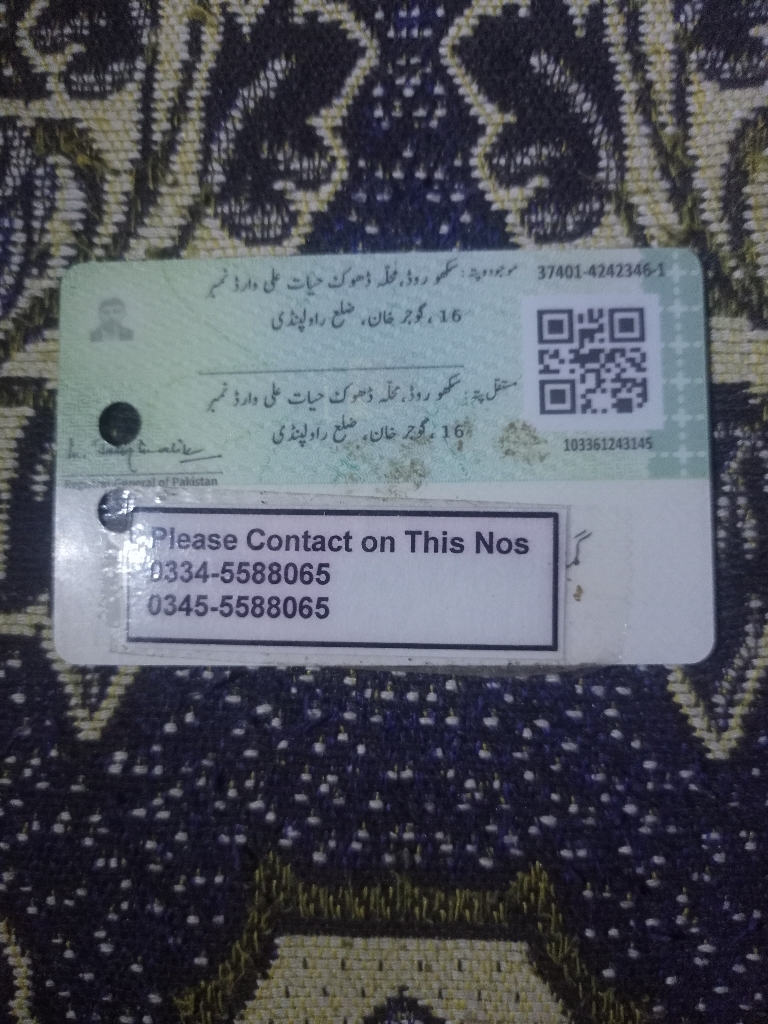 37401-4242346-1
موجودہ پتہ: سکھو روڈ، محلّہ ڈھوک حیات علی وارڈ نمبر
16، گوجر خان، ضلع راولپنڈی
مستقل پتہ: سکھو روڈ، محلّہ ڈھوک حیات علی وارڈ نمبر
16، گوجر خان، ضلع راولپنڈی
103361243145
Registrar General of Pakistan
Please Contact on This Nos
0334-5588065
0345-5588065